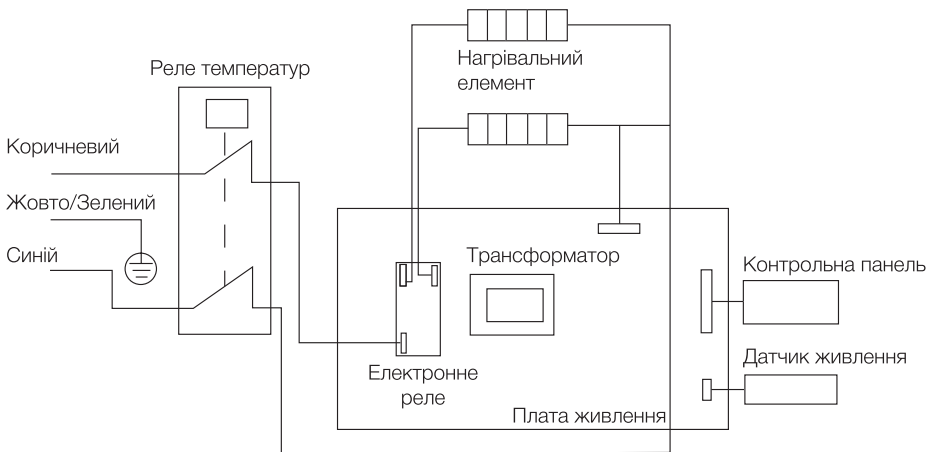 Реле температур
Нагрівальний
елемент
Коричневий
Жовто/Зелений
Синій
Трансформатор
Контрольна панель
Датчик живлення
Електронне
реле
Плата живлення